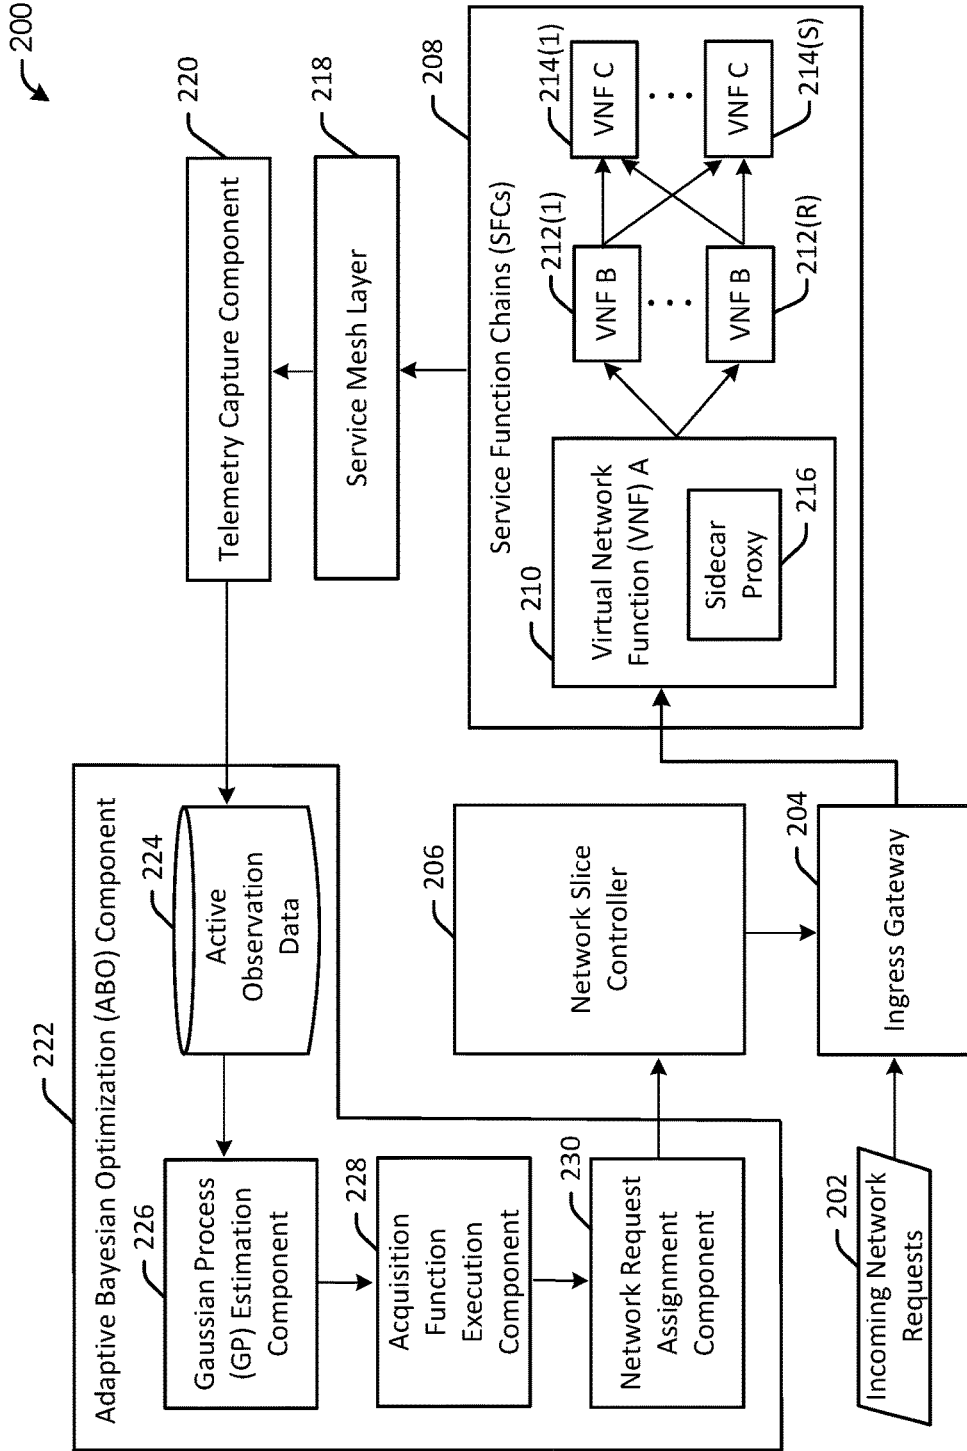 200
222
Adaptive Bayesian Optimization (ABO) Component
226
Gaussian Process
(GP) Estimation
Component
224
Active
Observation
Data
220
Telemetry Capture Component
218
Service Mesh Layer
228
Acquisition
Function
Execution
Component
230
Network Request
Assignment
Component
206
Network Slice
Controller
208
Service Function Chains (SFCs)
210
Virtual Network
Function (VNF) A
Sidecar
Proxy
216
212(1)
VNF B
VNF B
212(R)
214(1)
VNF C
VNF C
214(S)
202
Incoming Network
Requests
204
Ingress Gateway